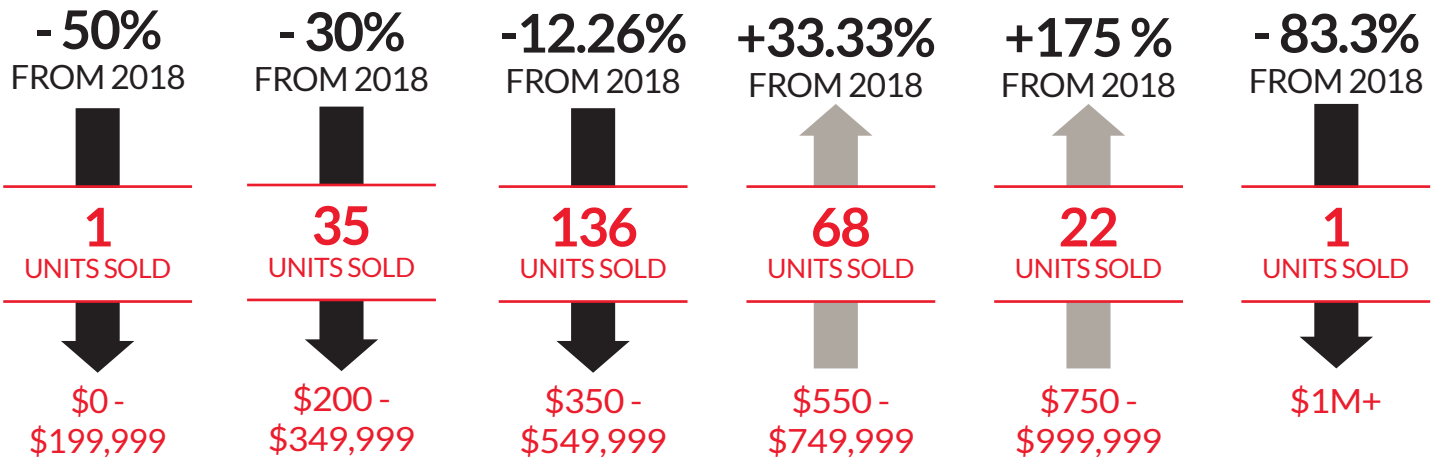 - 50%
FROM 2018
1
UNITS SOLD
$0 -
$199,999
- 30%
FROM 2018
35
UNITS SOLD
$200 -
$349,999
-12.26%
FROM 2018
136
UNITS SOLD
$350 -
$549,999
+33.33%
FROM 2018
68
UNITS SOLD
$550 -
$749,999
+175 %
FROM 2018
22
UNITS SOLD
$750 -
$999,999
- 83.3%
FROM 2018
1
UNITS SOLD
$1M+